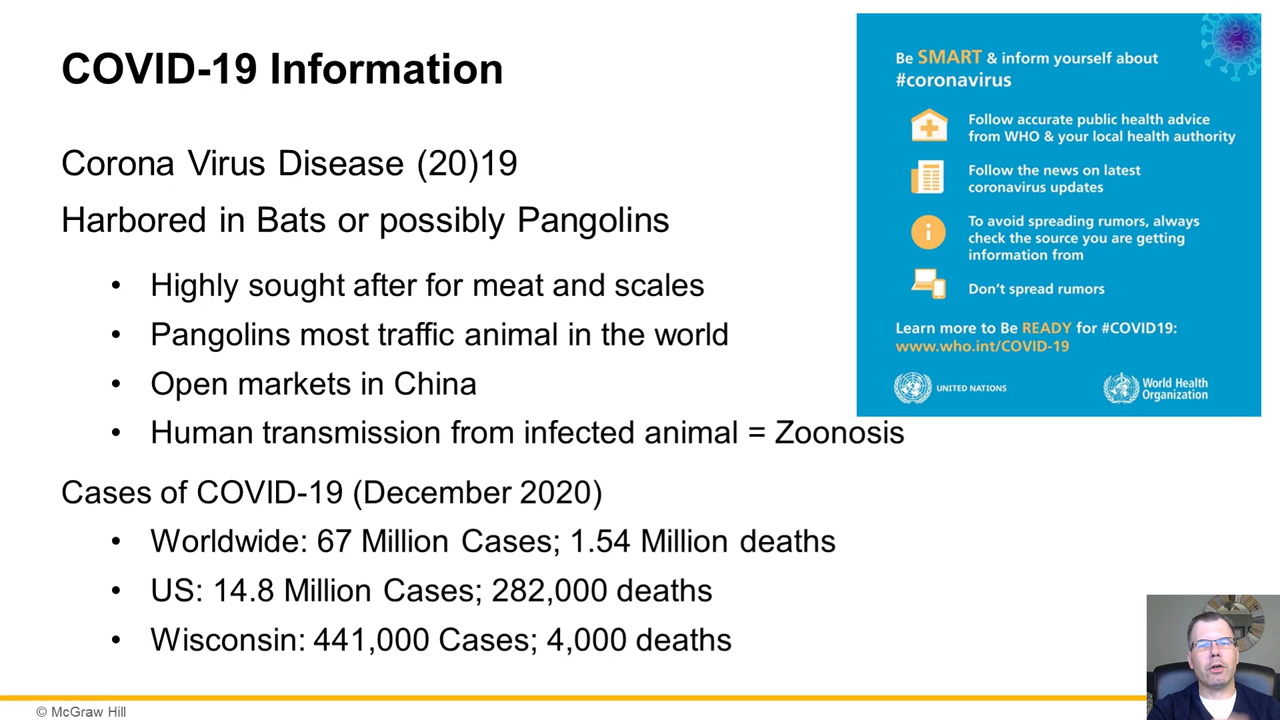 COVID-19 Information
Corona Virus Disease (20)19
Harbored in Bats or possibly Pangolins
• Highly sought after for meat and scales
• Pangolins most traffic animal in the world
• Open markets in China
• Human transmission from infected animal = Zoonosis
Cases of COVID-19 (December 2020)
• Worldwide: 67 Million Cases; 1.54 Million deaths
• US: 14.8 Million Cases; 282,000 deaths
• Wisconsin: 441,000 Cases; 4,000 deaths
Be SMART & inform yourself about
#coronavirus
Follow accurate public health advice
from WHO & your local health authority
Follow the news on latest
coronavirus updates
To avoid spreading rumors, always
check the source you are getting
information from
Don't spread rumors
Learn more to Be READY for #COVID19:
www.who.int/COVID-19
UNITED NATIONS
World Health
Organization
© McGraw Hill